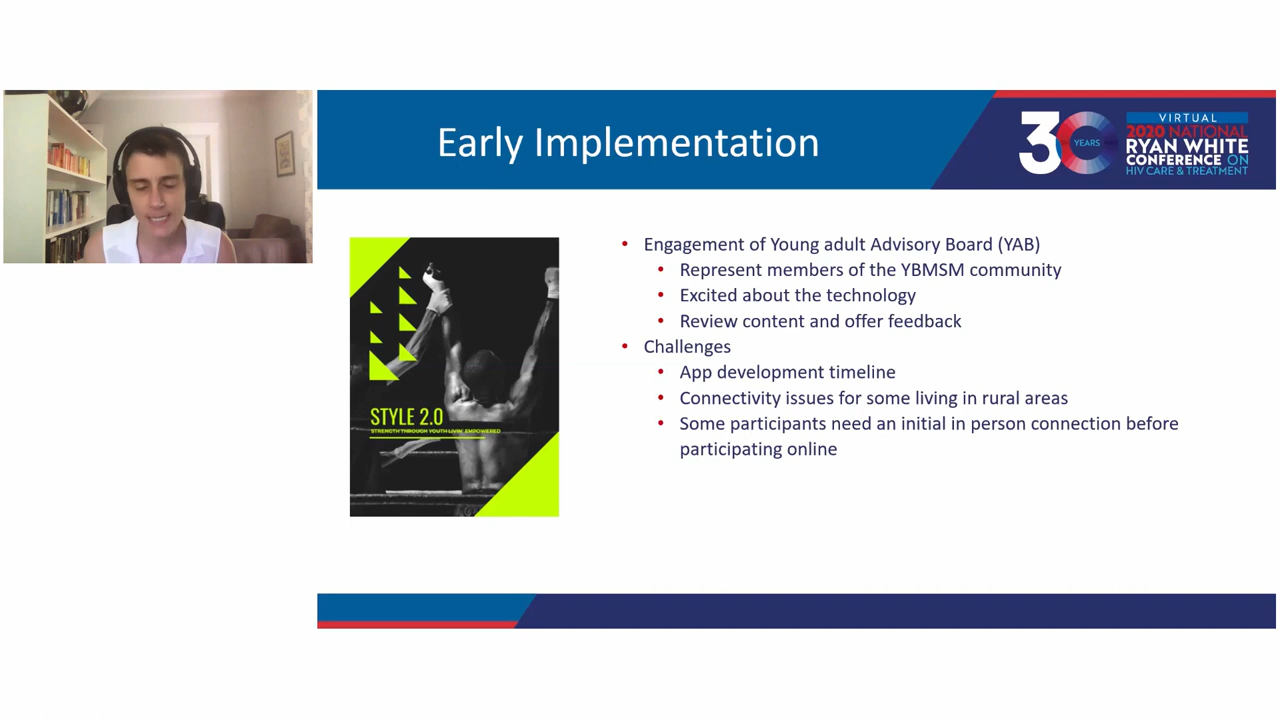 Early Implementation
30 YEARS
VIRTUAL
2020 NATIONAL
RYAN WHITE
CONFERENCE ON
HIV CARE & TREATMENT
• Engagement of Young adult Advisory Board (YAB)
• Represent members of the YBMSM community
• Excited about the technology
• Review content and offer feedback
• Challenges
• App development timeline
• Connectivity issues for some living in rural areas
• Some participants need an initial in person connection before
participating online
STYLE 2.0
STRENGTH THROUGH YOUTH LIVIN' EMPOWERED